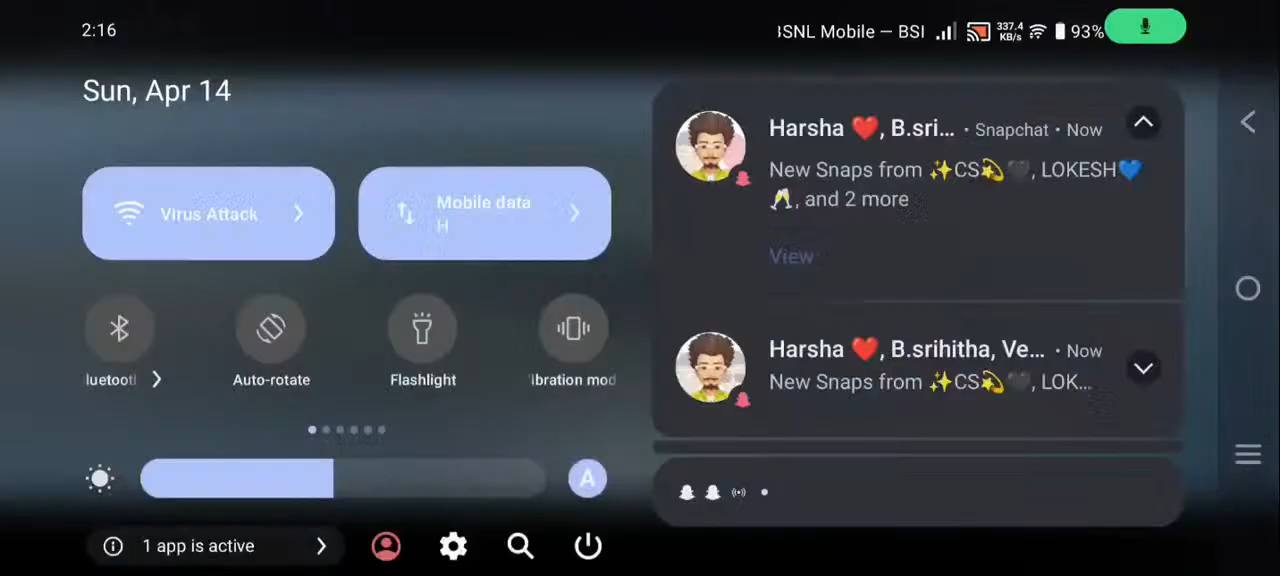 2:16
BSNL Mobile — BSI 337.4 KB/s 93%
Sun, Apr 14
Virus Attack
Mobile data
H
luetoot
Auto-rotate
Flashlight
ibration mod
A
1 app is active
Harsha ❤️, B.sri... • Snapchat • Now
New Snaps from ✨CS💫🖤, LOKESH💙
🥂, and 2 more
View
Harsha ❤️, B.srihitha, Ve... • Now
New Snaps from ✨CS💫🖤, LOK...